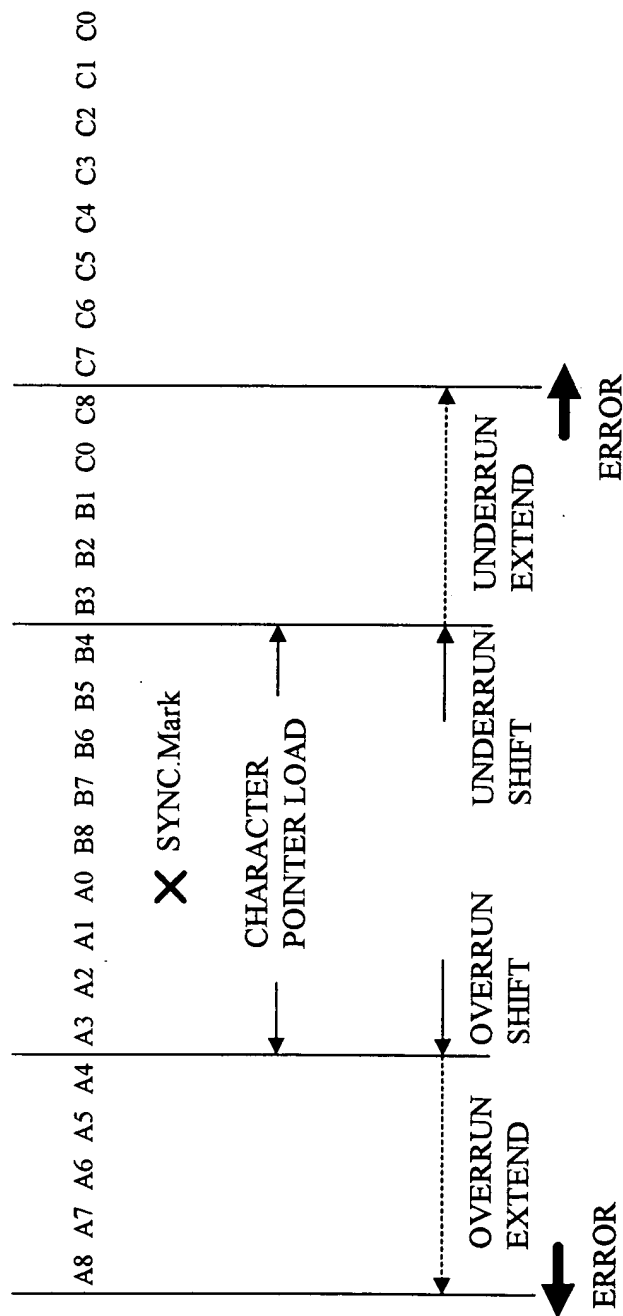 A8 A7 A6 A5 A4 A3 A2 A1 A0 B8 B7 B6 B5 B4 B3 B2 B1 C0 C8 C7 C6 C5 C4 C3 C2 C1 C0
SYNC.Mark
CHARACTER
POINTER LOAD
OVERRUN
EXTEND
OVERRUN
SHIFT
UNDERRUN
SHIFT
UNDERRUN
EXTEND
ERROR
ERROR